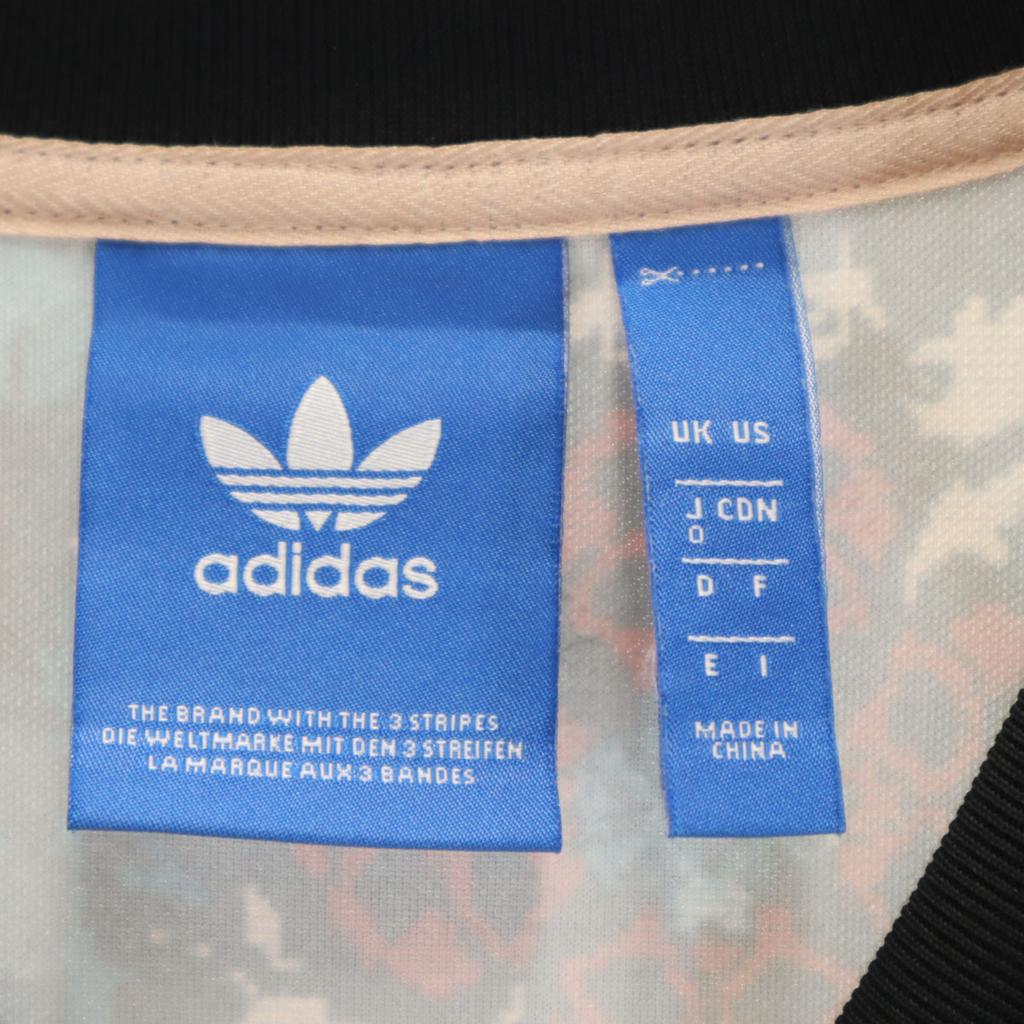 adidas
THE BRAND WITH THE 3 STRIPES
DIE WELTMARKE MIT DEN 3 STREIFEN
LA MARQUE AUX 3 BANDES
UK US
J CDN
O
D F
E I
MADE IN
CHINA